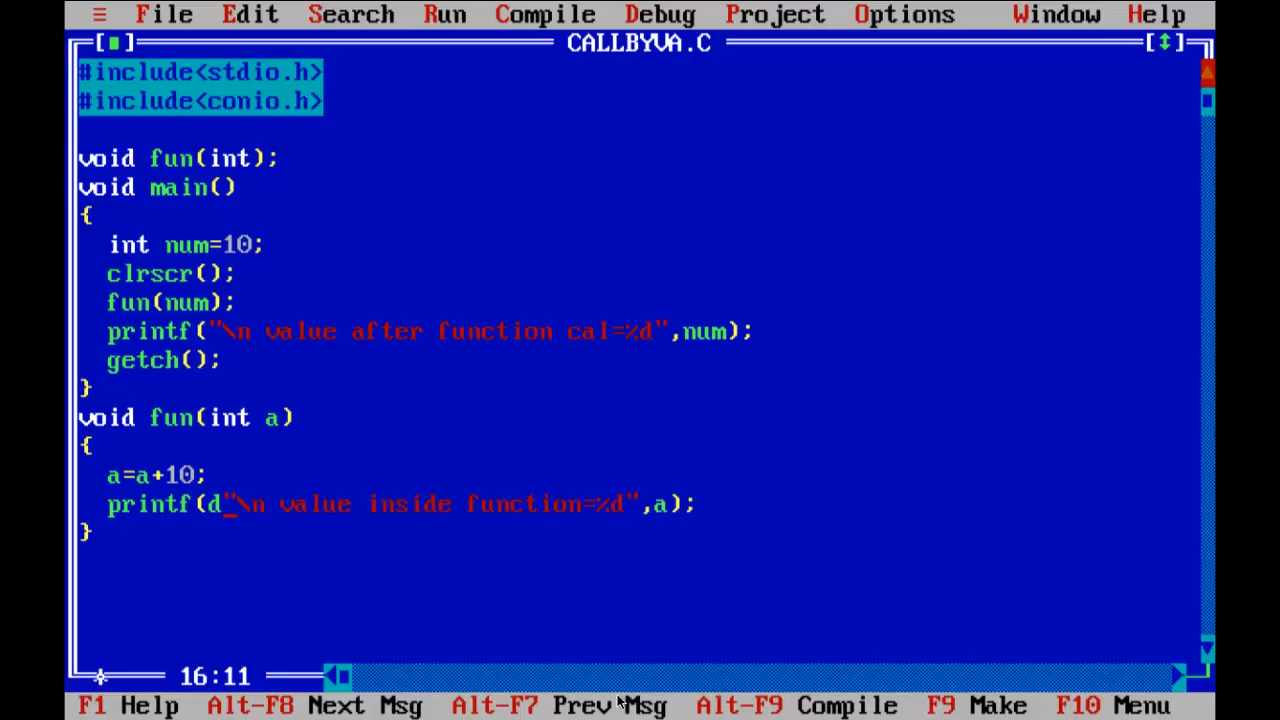 ≡ File Edit Search Run Compile Debug Project Options Window Help
[■] CALLBYVA.C [↕]
#include<stdio.h>
#include<conio.h>
void fun(int);
void main()
{
int num=10;
clrscr();
fun(num);
printf("\n value after function cal=%d",num);
getch();
}
void fun(int a)
{
a=a+10;
printf(d"\n value inside function=%d",a);
}
16:11
F1 Help Alt-F8 Next Msg Alt-F7 Prev Msg Alt-F9 Compile F9 Make F10 Menu